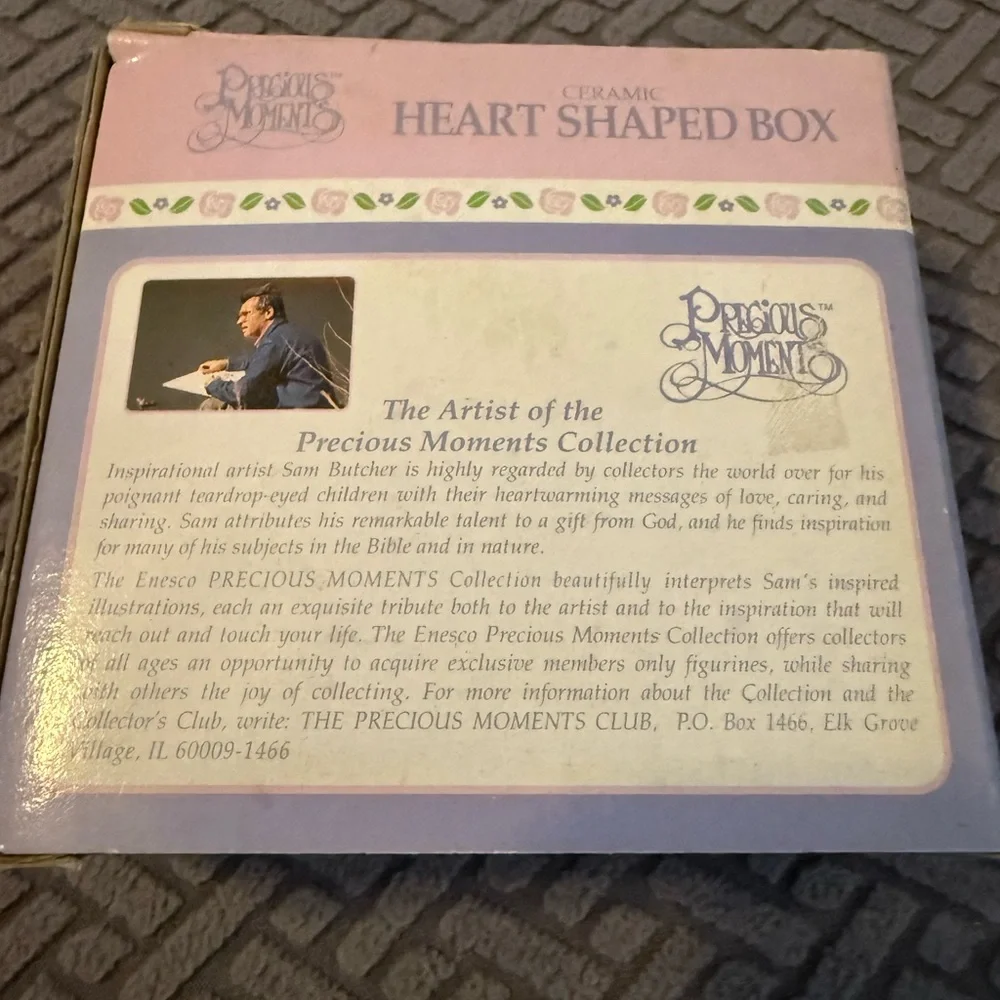 PRECIOUS™
MOMENTS
CERAMIC
HEART SHAPED BOX
PRECIOUS™
MOMENTS
The Artist of the
Precious Moments Collection
Inspirational artist Sam Butcher is highly regarded by collectors the world over for his
poignant teardrop-eyed children with their heartwarming messages of love, caring, and
sharing. Sam attributes his remarkable talent to a gift from God, and he finds inspiration
for many of his subjects in the Bible and in nature.
The Enesco PRECIOUS MOMENTS Collection beautifully interprets Sam's inspired
illustrations, each an exquisite tribute both to the artist and to the inspiration that will
reach out and touch your life. The Enesco Precious Moments Collection offers collectors
of all ages an opportunity to acquire exclusive members only figurines, while sharing
with others the joy of collecting. For more information about the Collection and the
Collector's Club, write: THE PRECIOUS MOMENTS CLUB, P.O. Box 1466, Elk Grove
Village, IL 60009-1466